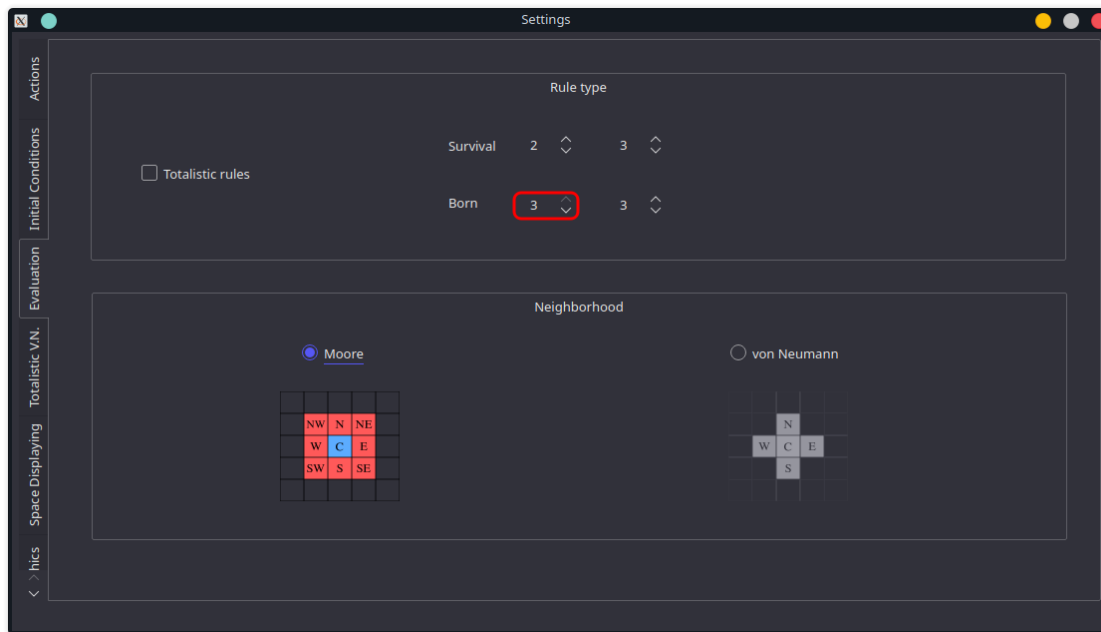 Settings
Actions
Initial Conditions
Evaluation
Totalistic V.N.
Space Displaying
hics
Rule type
Totalistic rules
Survival 2 3
Born 3 3
Neighborhood
Moore
NW N NE
W C E
SW S SE
von Neumann
N
W C E
S